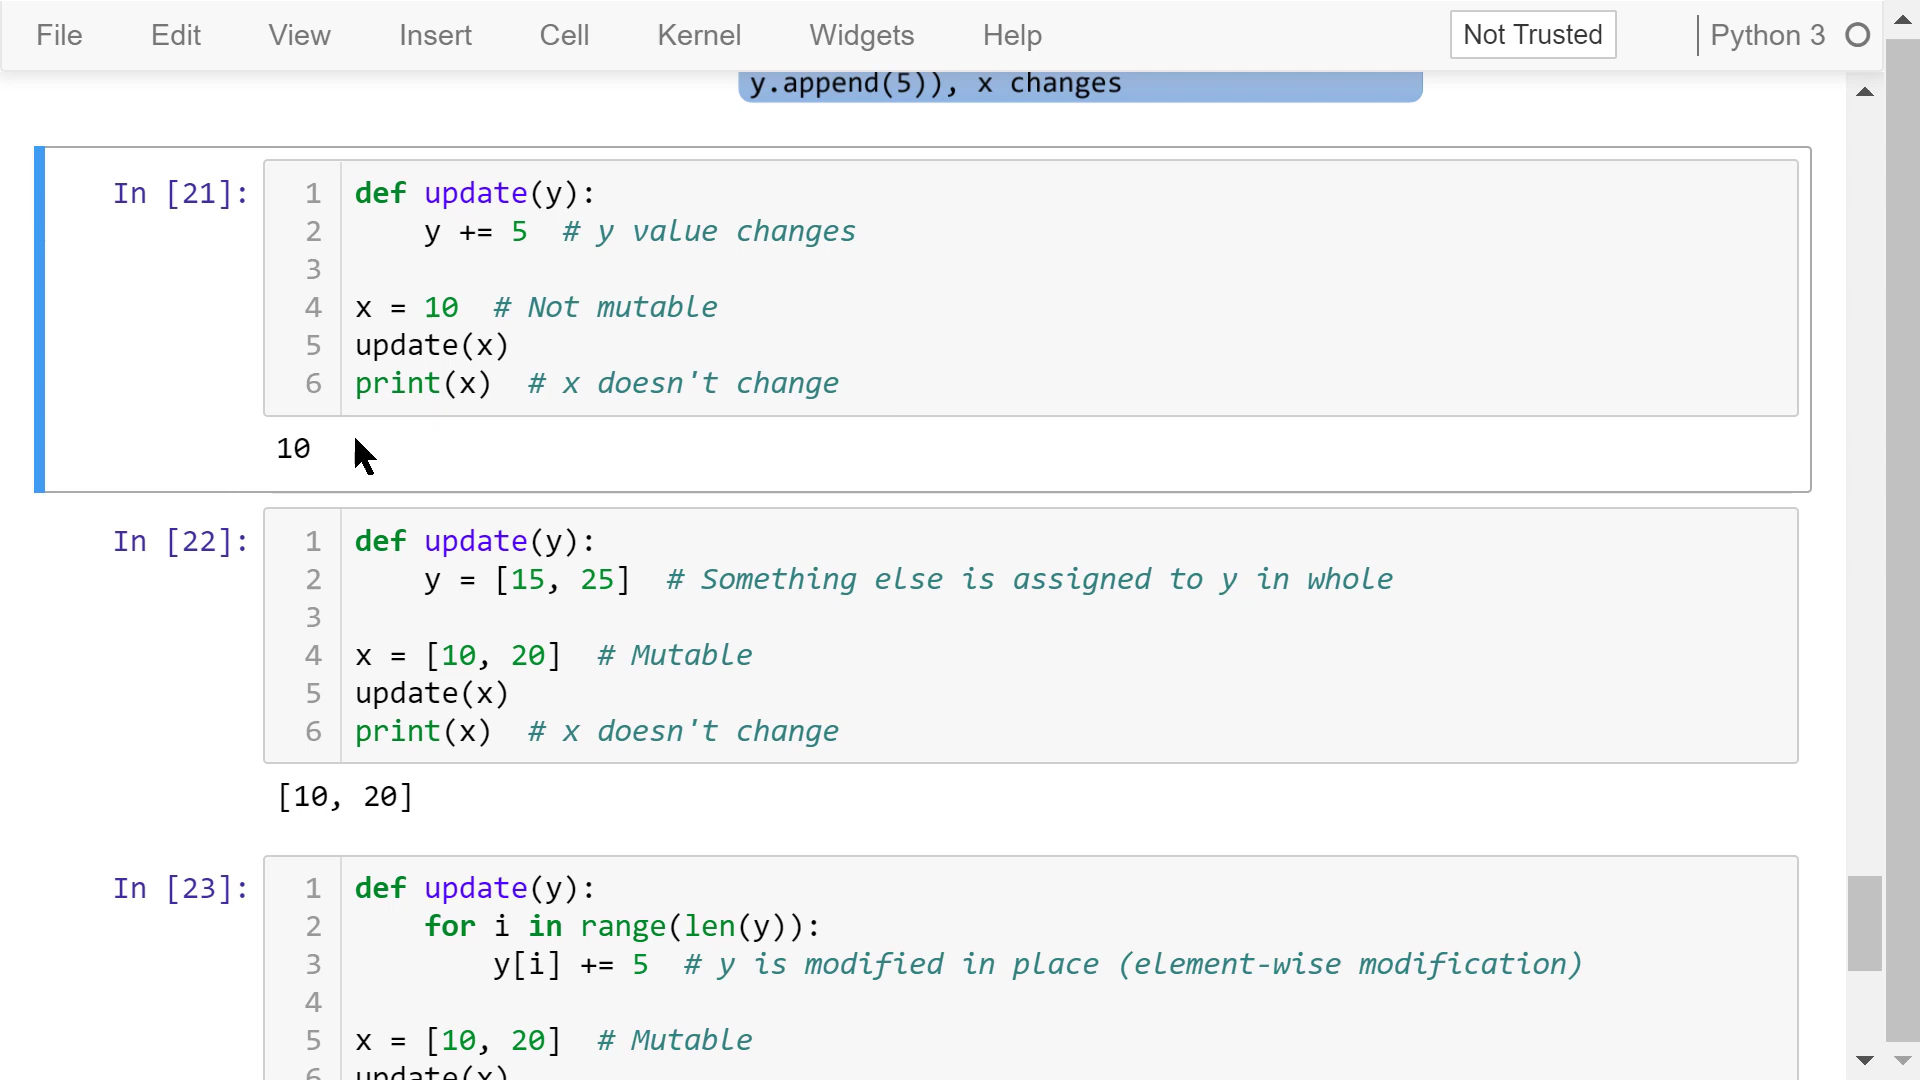 File Edit View Insert Cell Kernel Widgets Help Not Trusted Python 3
y.append(5)), x changes
In [21]:
1 def update(y):
2     y += 5  # y value changes
3
4 x = 10  # Not mutable
5 update(x)
6 print(x)  # x doesn't change
10
In [22]:
1 def update(y):
2     y = [15, 25]  # Something else is assigned to y in whole
3
4 x = [10, 20]  # Mutable
5 update(x)
6 print(x)  # x doesn't change
[10, 20]
In [23]:
1 def update(y):
2     for i in range(len(y)):
3         y[i] += 5  # y is modified in place (element-wise modification)
4
5 x = [10, 20]  # Mutable
6 update(x)